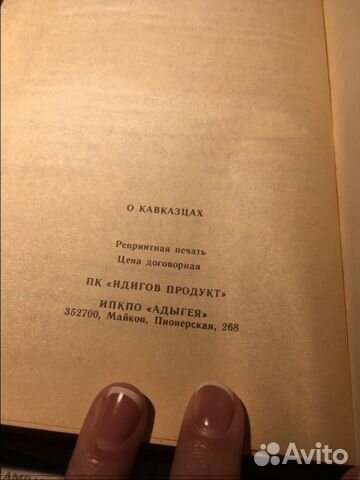 О КАВКАЗЦАХ
Репринтная печать
Цена договорная
ПК «ИДИГОВ ПРОДУКТ»
ИПКПО «АДЫГЕЯ»
352700, Майкоп, Пионерская, 268
Avito